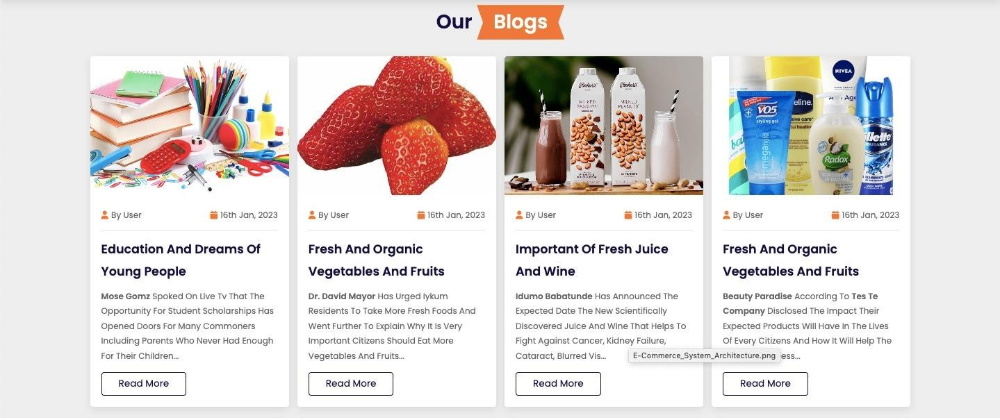 Our Blogs
Elmhurst Elmhurst
MILKED PEANUTS MILKED PEANUTS
NIVEA
VO5
styling gel
megahold
Radox
Gillette
COOL WAVE
By User 16th Jan, 2023
Education And Dreams Of
Young People
Mose Gomz Spoked On Live Tv That The
Opportunity For Student Scholarships Has
Opened Doors For Many Commoners
Including Parents Who Never Had Enough
For Their Children...
Read More
By User 16th Jan, 2023
Fresh And Organic
Vegetables And Fruits
Dr. David Mayor Has Urged Iykum
Residents To Take More Fresh Foods And
Went Further To Explain Why It Is Very
Important Citizens Should Eat More
Vegetables And Fruits...
Read More
By User 16th Jan, 2023
Important Of Fresh Juice
And Wine
Idumo Babatunde Has Announced The
Expected Date The New Scientifically
Discovered Juice And Wine That Helps To
Fight Against Cancer, Kidney Failure,
Cataract, Blurred Vis...
Read More
By User 16th Jan, 2023
Fresh And Organic
Vegetables And Fruits
Beauty Paradise According To Tes Te
Company Disclosed The Impact Their
Expected Products Will Have In The Lives
Of Every Citizens And How It Will Help The
ess...
Read More
E-Commerce_System_Architecture.png